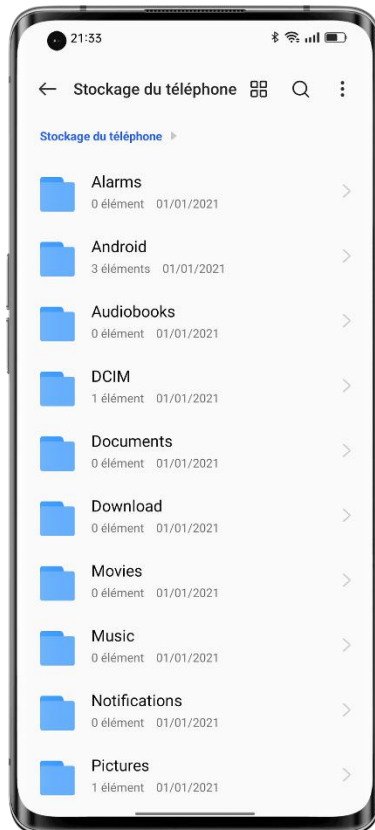 21:33
Stockage du téléphone
Stockage du téléphone
Alarms
0 élément 01/01/2021
Android
3 éléments 01/01/2021
Audiobooks
0 élément 01/01/2021
DCIM
1 élément 01/01/2021
Documents
0 élément 01/01/2021
Download
0 élément 01/01/2021
Movies
0 élément 01/01/2021
Music
0 élément 01/01/2021
Notifications
0 élément 01/01/2021
Pictures
1 élément 01/01/2021